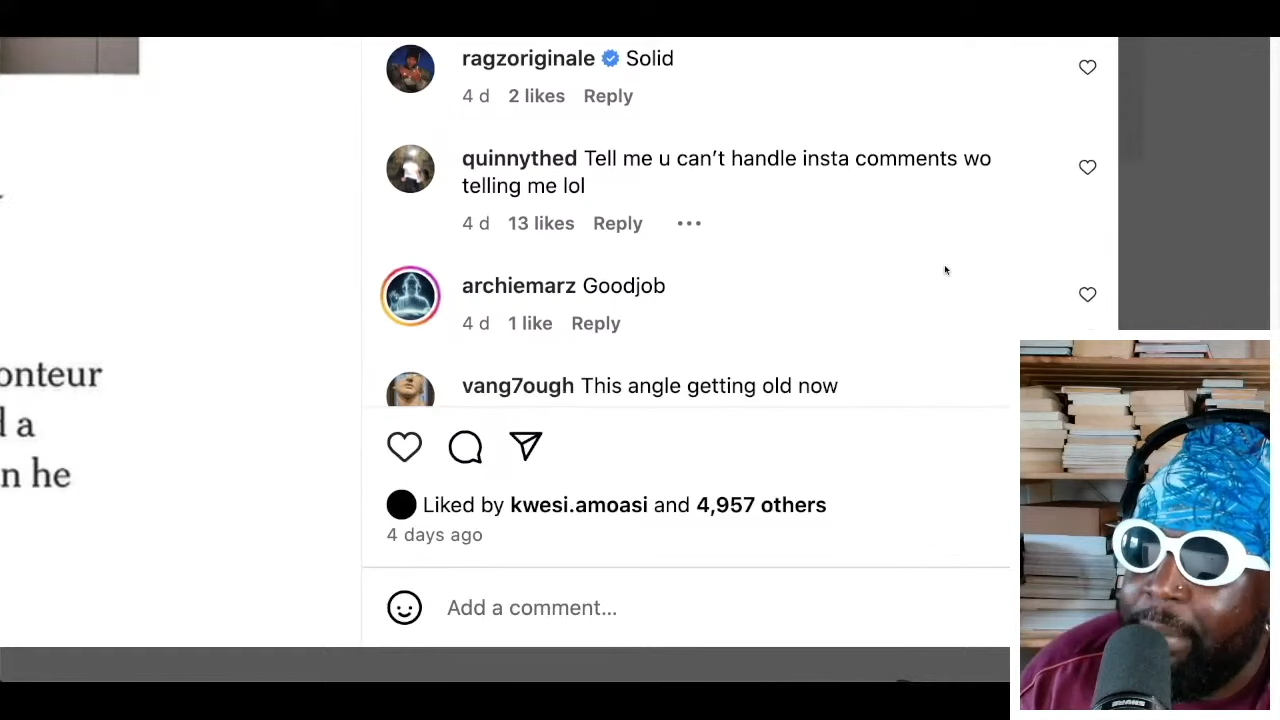 onteur
d a
n he
ragzoriginale Solid
4 d 2 likes Reply
quinnythed Tell me u can't handle insta comments wo
telling me lol
4 d 13 likes Reply
archiemarz Goodjob
4 d 1 like Reply
vang7ough This angle getting old now
Liked by kwesi.amoasi and 4,957 others
4 days ago
Add a comment...
SHURE